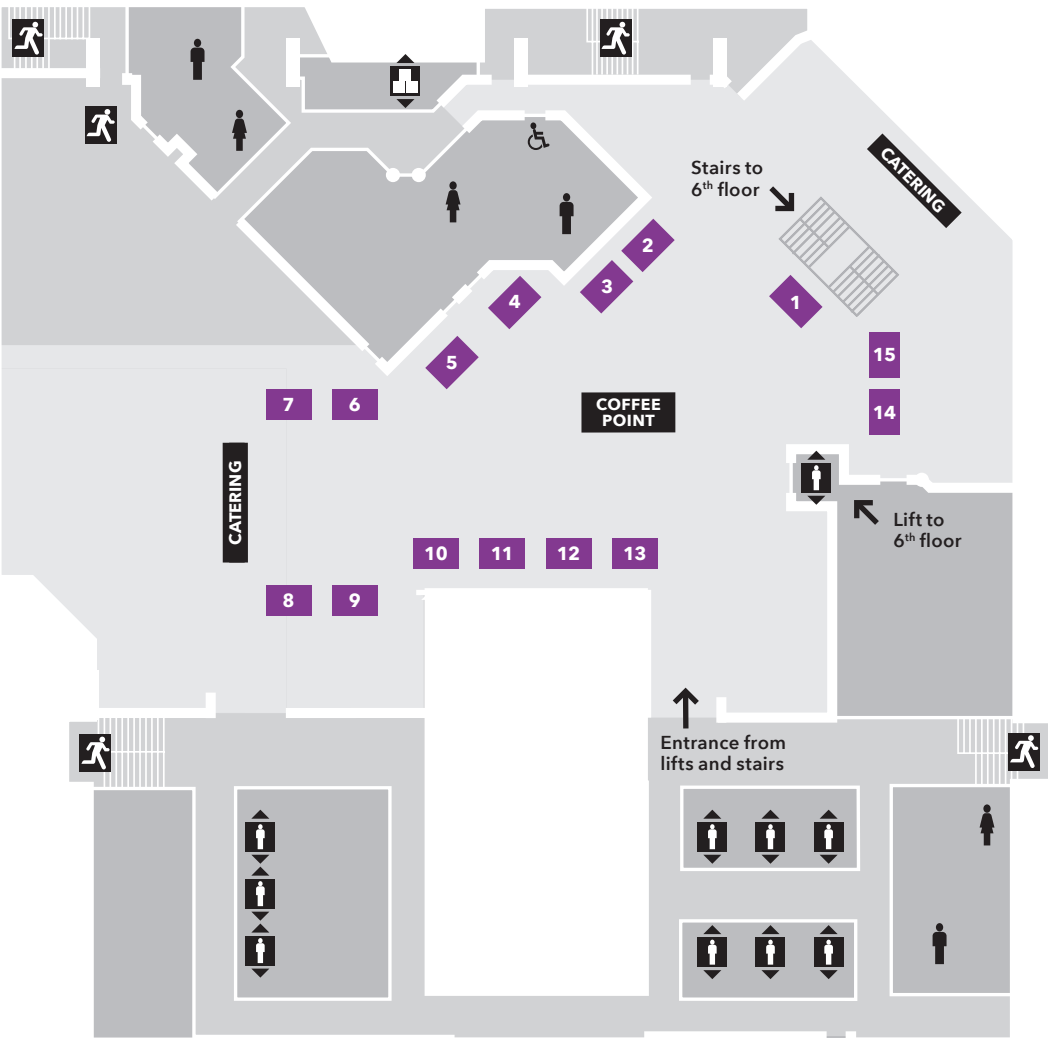 Stairs to
6th floor
CATERING
2
3
1
4
5
15
14
7
6
COFFEE
POINT
CATERING
10
11
12
13
Lift to
6th floor
8
9
Entrance from
lifts and stairs